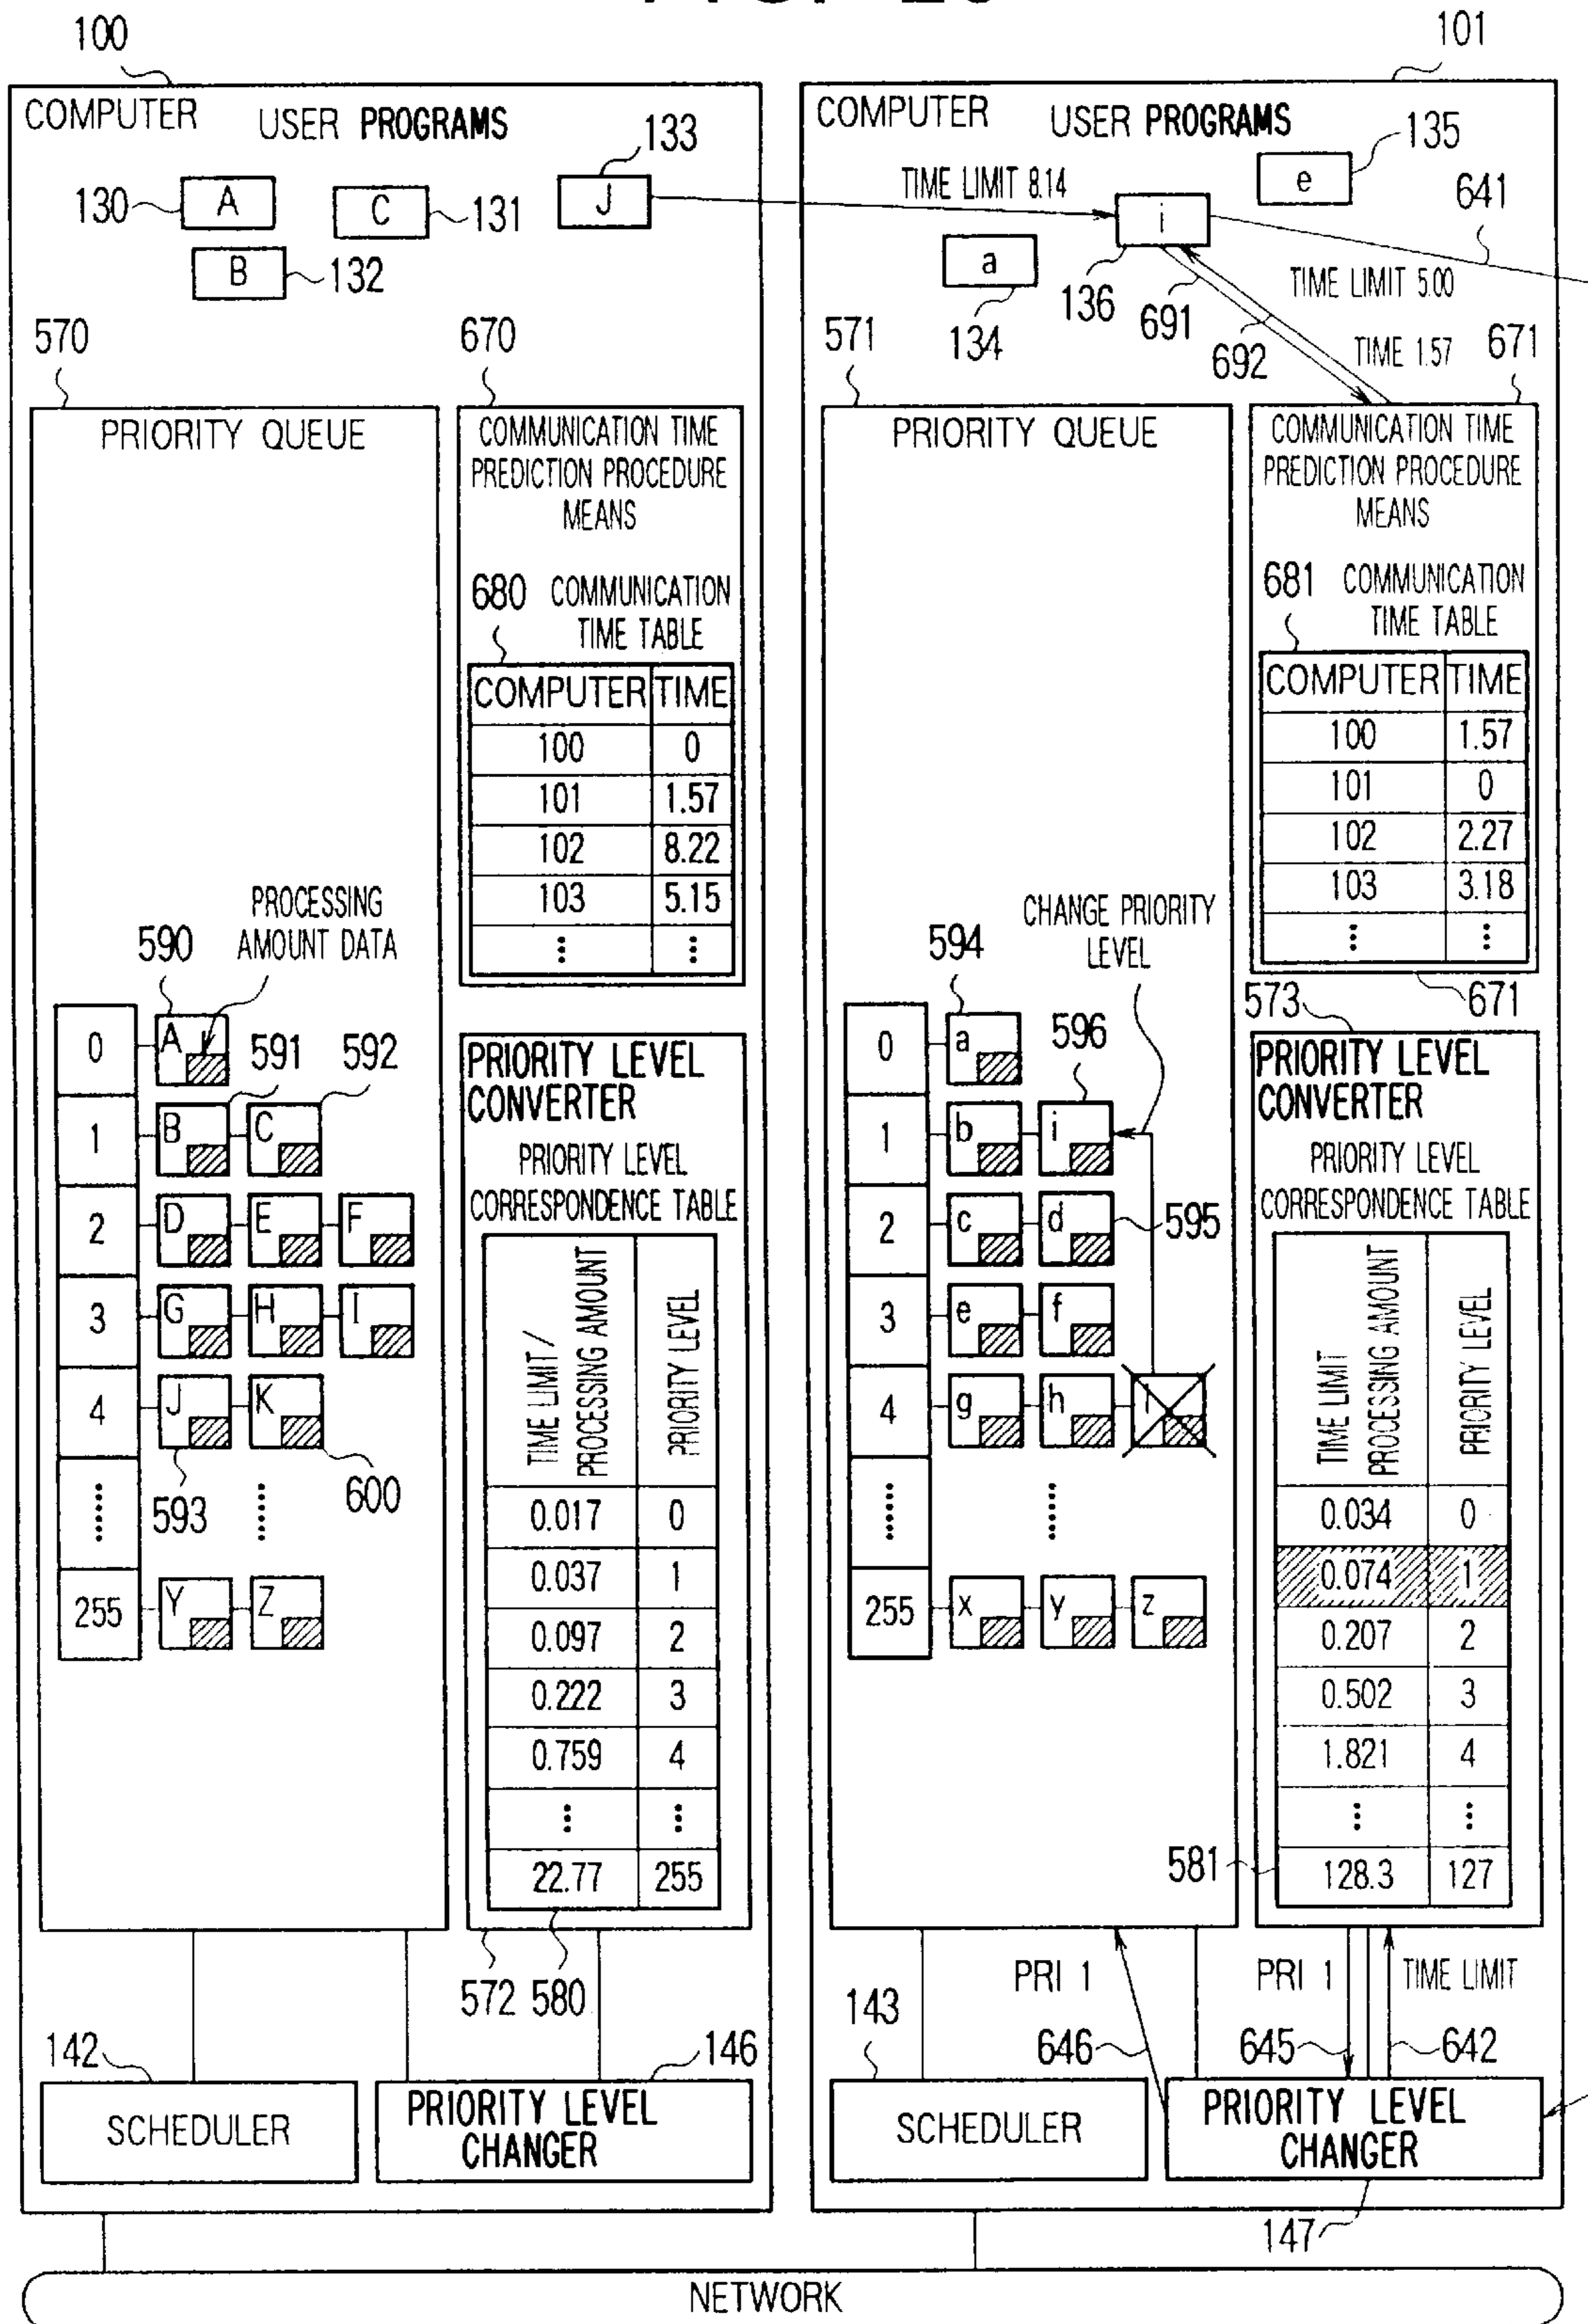 100
101
COMPUTER
USER PROGRAMS
130
A
C
131
J
133
B
132
COMPUTER
USER PROGRAMS
TIME LIMIT 8.14
e
135
i
136
a
134
641
TIME LIMIT 5.00
691
692
TIME 1.57
570
670
PRIORITY QUEUE
COMMUNICATION TIME
PREDICTION PROCEDURE
MEANS
680
COMMUNICATION
TIME TABLE
COMPUTER TIME
100 0
101 1.57
102 8.22
103 5.15
⋮ ⋮
PROCESSING
AMOUNT DATA
590
591
592
0 A
1 B C
2 D E F
3 G H I
4 J K
593
600
255 Y Z
PRIORITY LEVEL
CONVERTER
PRIORITY LEVEL
CORRESPONDENCE TABLE
TIME LIMIT/
PROCESSING AMOUNT
PRIORITY LEVEL
0.017 0
0.037 1
0.097 2
0.222 3
0.759 4
⋮ ⋮
22.77 255
572
580
142
SCHEDULER
146
PRIORITY LEVEL
CHANGER
571
671
PRIORITY QUEUE
COMMUNICATION TIME
PREDICTION PROCEDURE
MEANS
681
COMMUNICATION
TIME TABLE
COMPUTER TIME
100 1.57
101 0
102 2.27
103 3.18
⋮ ⋮
671
CHANGE PRIORITY
LEVEL
594
596
595
0 a
1 b i
2 c d
3 e f
4 g h
255 x y z
573
PRIORITY LEVEL
CONVERTER
PRIORITY LEVEL
CORRESPONDENCE TABLE
TIME LIMIT
PROCESSING AMOUNT
PRIORITY LEVEL
0.034 0
0.074 1
0.207 2
0.502 3
1.821 4
⋮ ⋮
128.3 127
581
PRI 1
PRI 1
TIME LIMIT
143
646
645
642
SCHEDULER
PRIORITY LEVEL
CHANGER
147
NETWORK